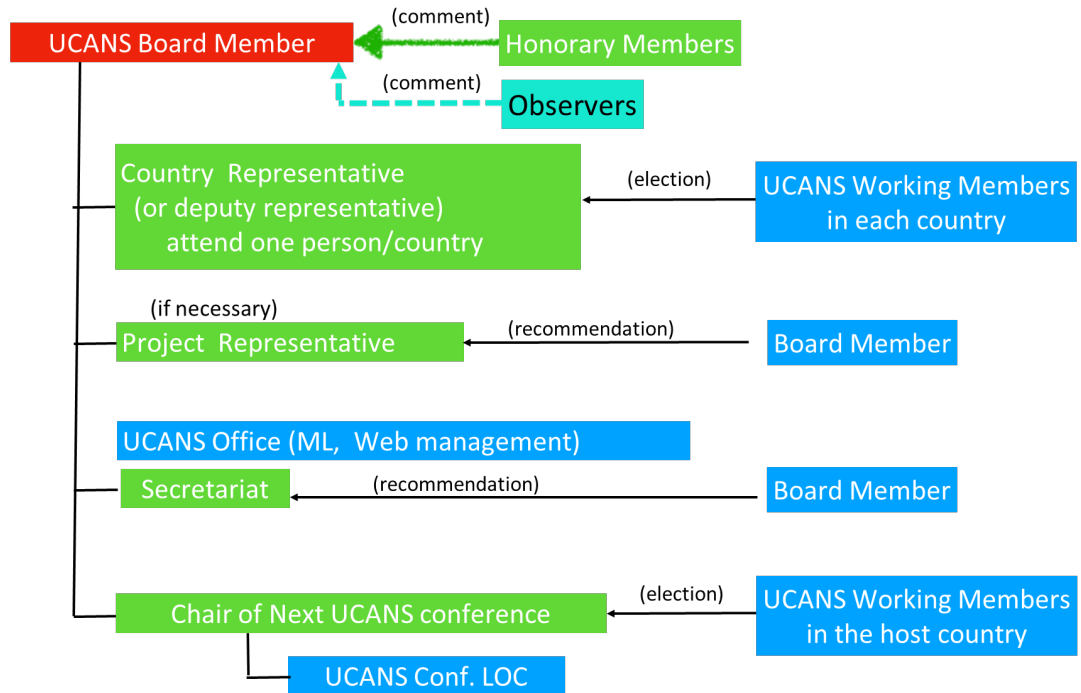 (comment)
UCANS Board Member
Honorary Members
(comment)
Observers
Country Representative
(or deputy representative)
attend one person/country
(election)
UCANS Working Members
in each country
(if necessary)
Project Representative
(recommendation)
Board Member
UCANS Office (ML, Web management)
Secretariat
(recommendation)
Board Member
Chair of Next UCANS conference
(election)
UCANS Working Members
in the host country
UCANS Conf. LOC